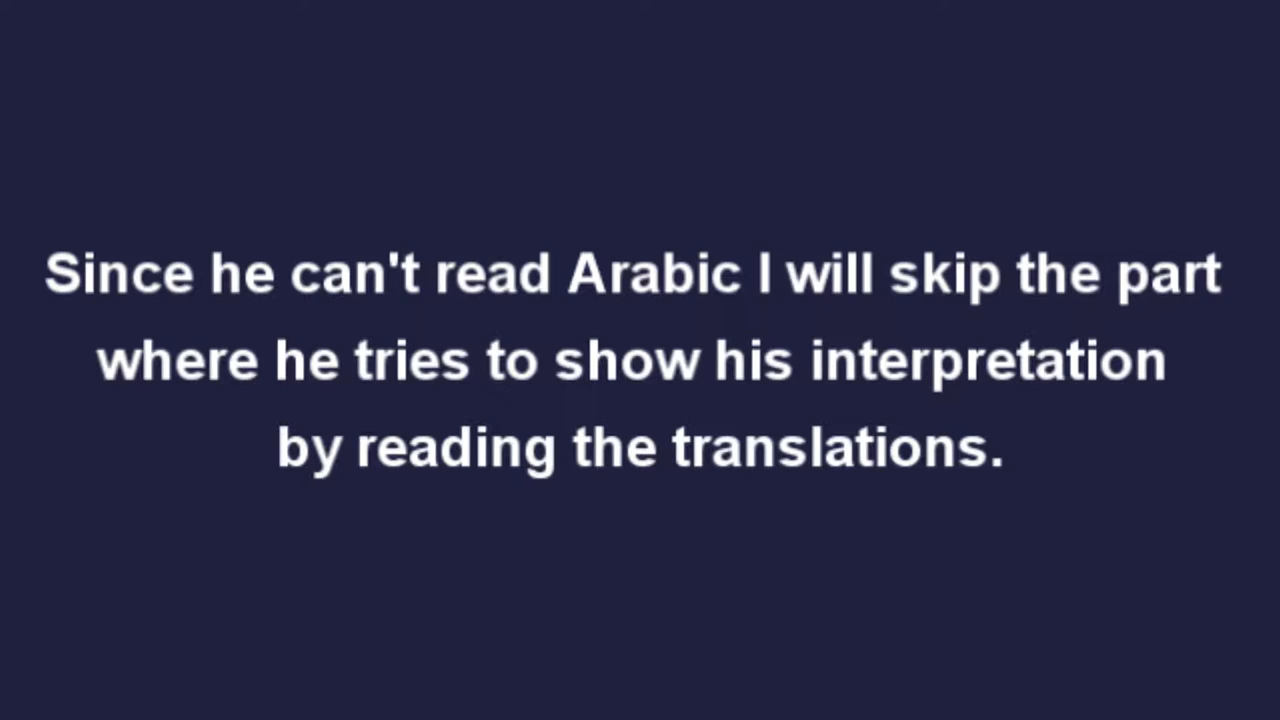 Since he can't read Arabic I will skip the part
where he tries to show his interpretation
by reading the translations.